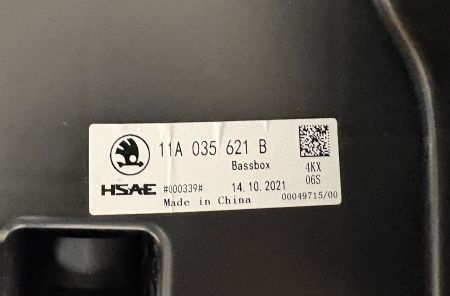 11A 035 621 B
Bassbox 4KX
06S
HSAE #000339# 14.10.2021
Made in China 00049715/00